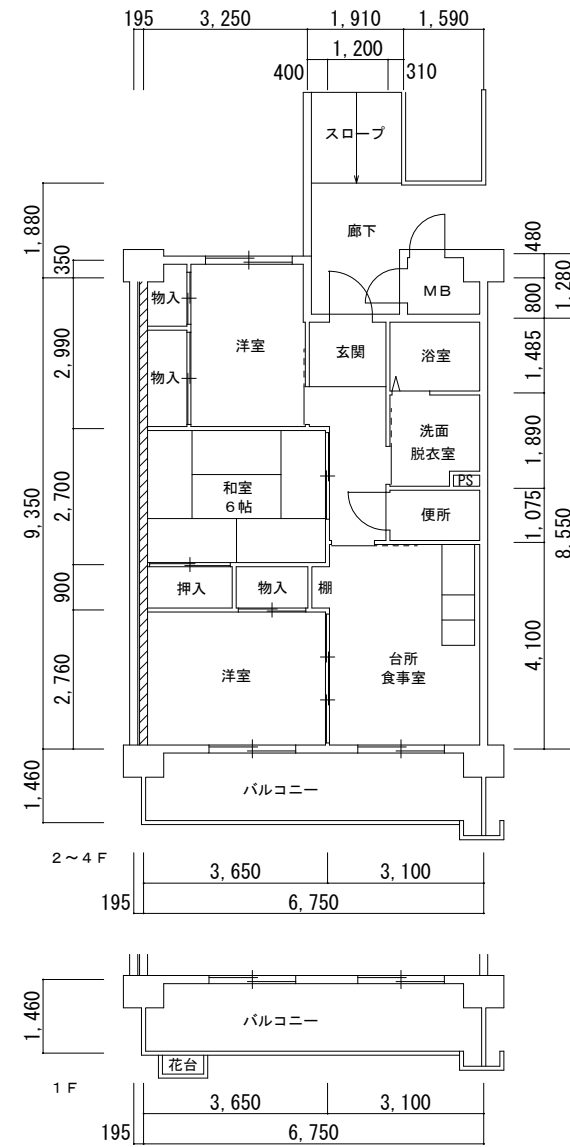 195 3,250 1,910 1,590
1,200
400 310
スロープ
廊下
1,880
350
480
1,280
800
MB
物入
洋室
玄関
浴室
2,990
1,485
物入
洗面
脱衣室
1,890
9,350
2,700
和室
6帖
PS
便所
1,075
8,550
900
押入 物入 棚
2,760
洋室
台所
食事室
4,100
1,460
バルコニー
2～4F
3,650 3,100
195 6,750
1,460
バルコニー
花台
1F
3,650 3,100
195 6,750